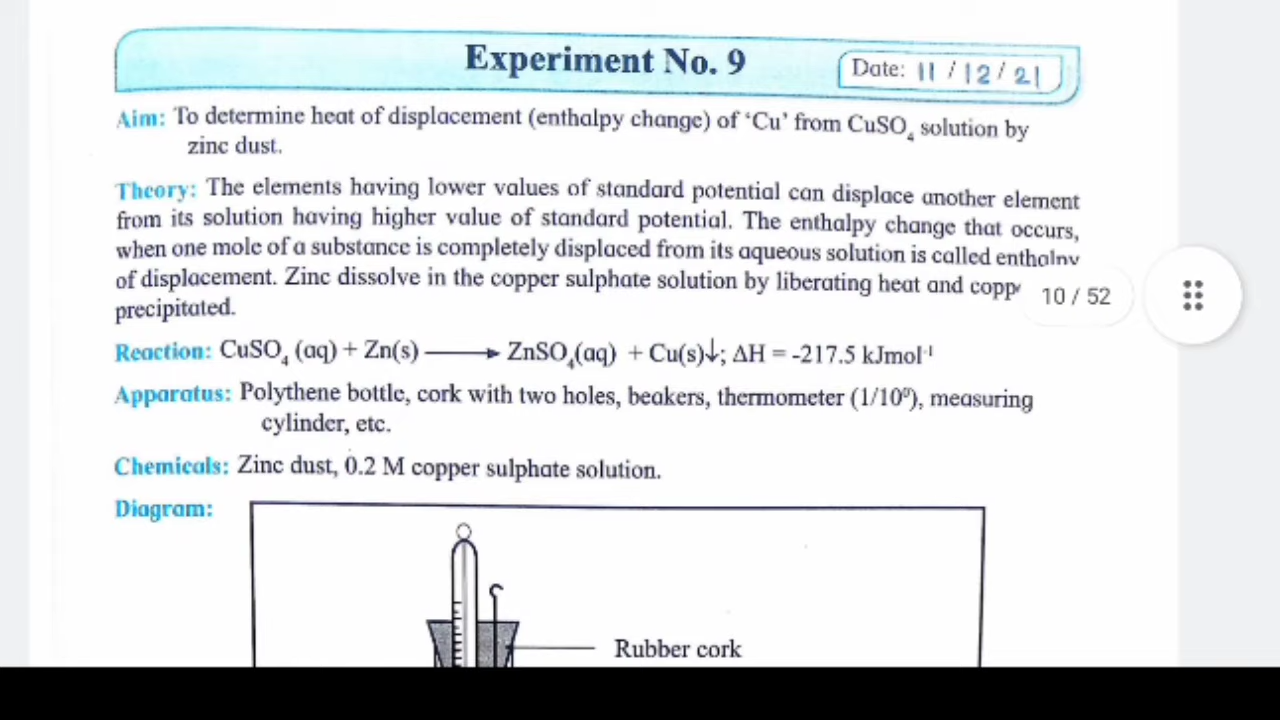 Experiment No. 9
Date: 11 / 12 / 21
Aim: To determine heat of displacement (enthalpy change) of ‘Cu’ from CuSO₄ solution by
zinc dust.
Theory: The elements having lower values of standard potential can displace another element
from its solution having higher value of standard potential. The enthalpy change that occurs,
when one mole of a substance is completely displaced from its aqueous solution is called
of displacement. Zinc dissolve in the copper sulphate solution by liberating heat and
precipitated.
10 / 52
Reaction: CuSO₄ (aq) + Zn(s) ⟶ ZnSO₄(aq) + Cu(s)↓; ΔH = -217.5 kJmol⁻¹
Apparatus: Polythene bottle, cork with two holes, beakers, thermometer (1/10⁰), measuring
cylinder, etc.
Chemicals: Zinc dust, 0.2 M copper sulphate solution.
Diagram:
Rubber cork